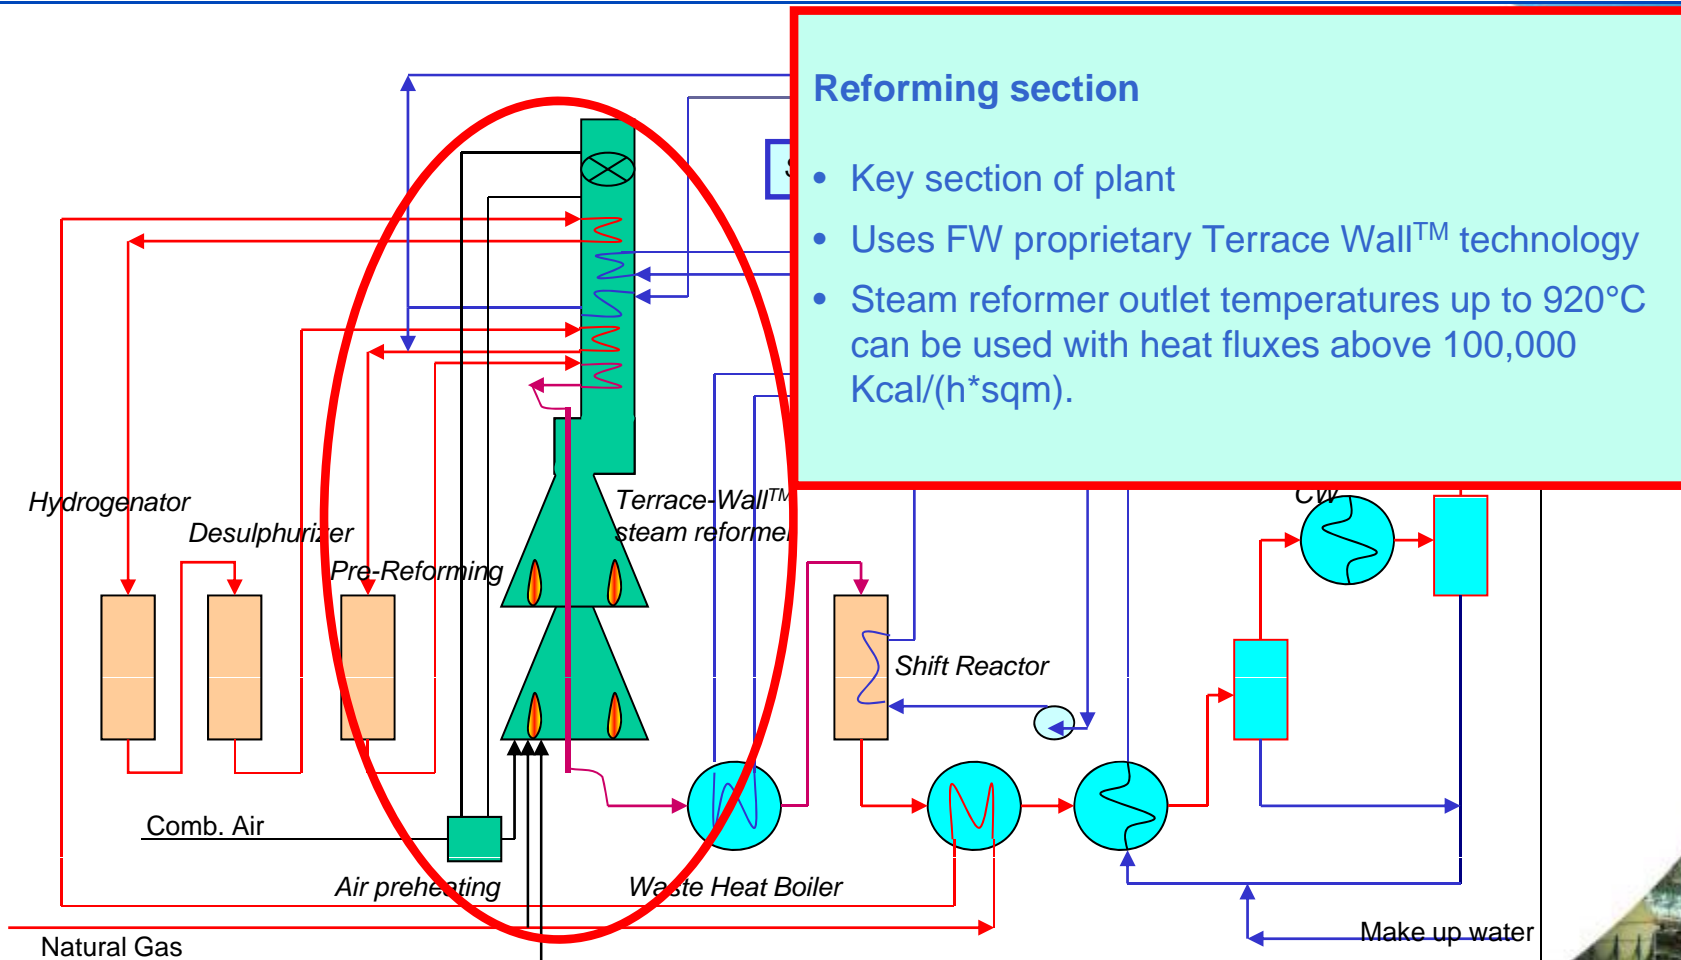 Reforming section
• Key section of plant
• Uses FW proprietary Terrace Wall™ technology
• Steam reformer outlet temperatures up to 920°C
can be used with heat fluxes above 100,000
Kcal/(h*sqm).
Hydrogenator
Desulphurizer
Pre-Reforming
Terrace-Wall™
steam reformer
CW
Shift Reactor
Comb. Air
Air preheating
Waste Heat Boiler
Make up water
Natural Gas